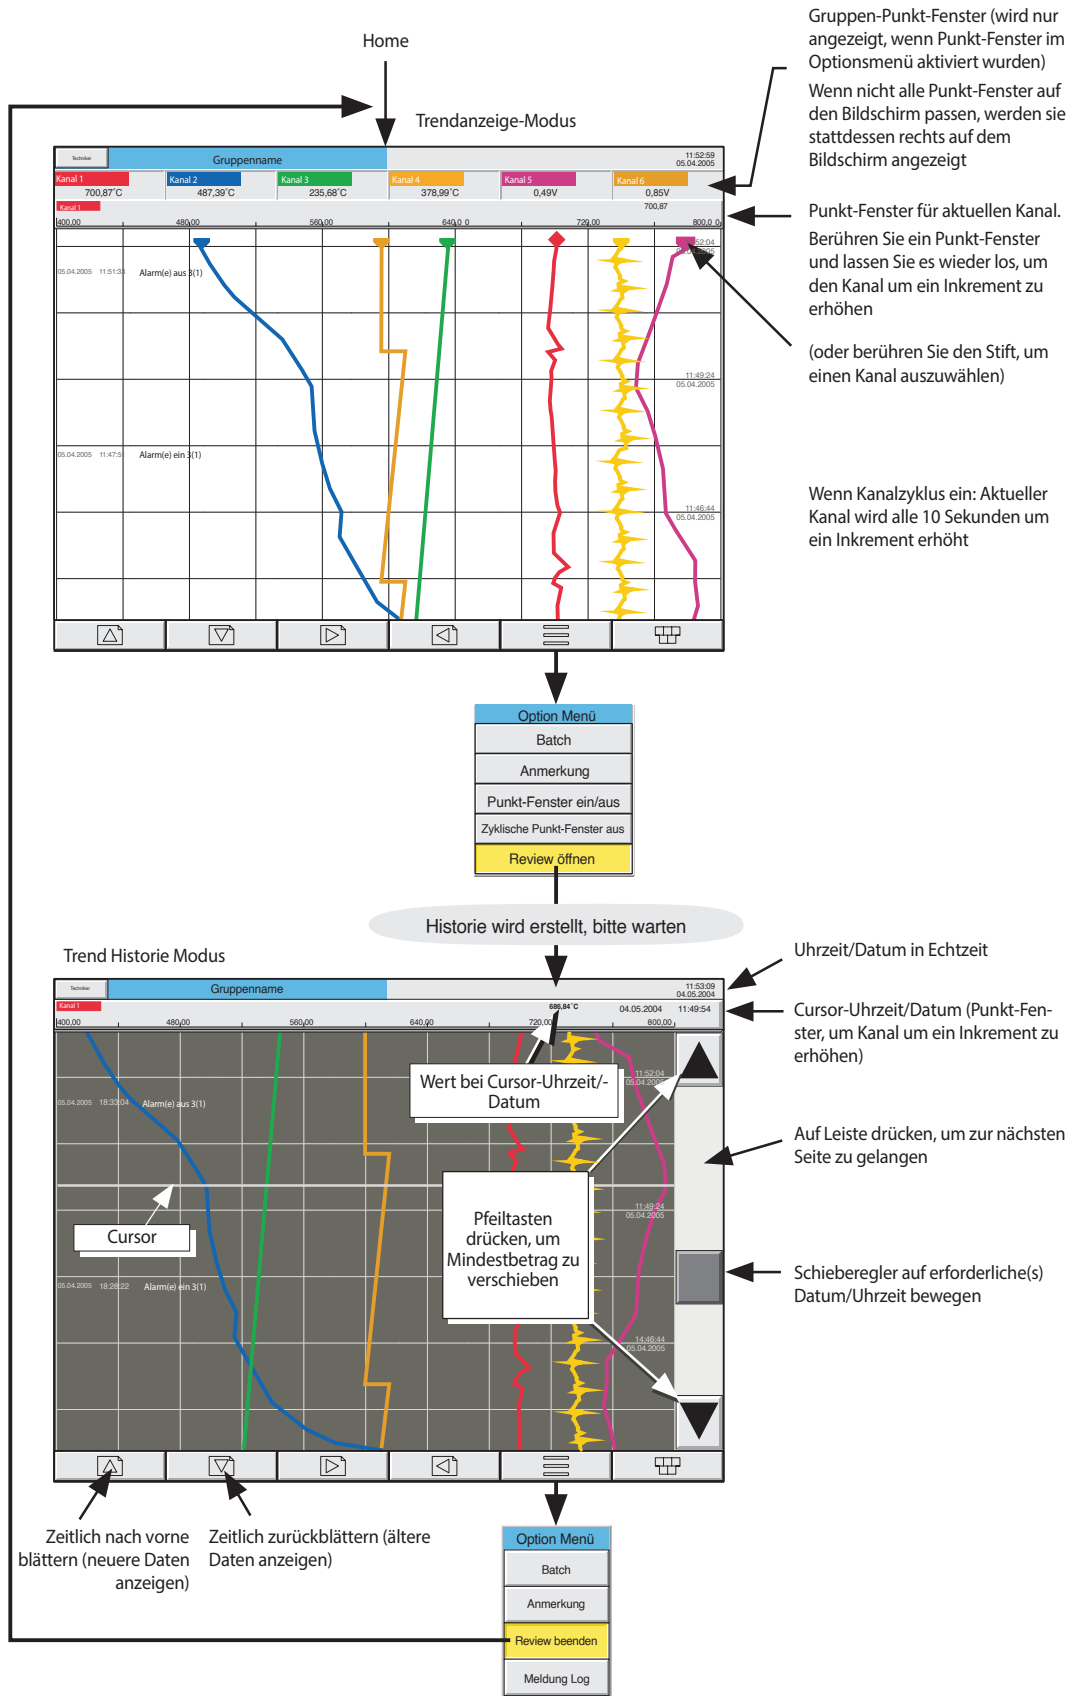 Gruppen-Punkt-Fenster (wird nur
angezeigt, wenn Punkt-Fenster im
Optionsmenü aktiviert wurden)
Wenn nicht alle Punkt-Fenster auf
den Bildschirm passen, werden sie
stattdessen rechts auf dem
Bildschirm angezeigt
Home
Trendanzeige-Modus
Techniker
Gruppenname
11:52:59
05.04.2005
Kanal 1
Kanal 2
Kanal 3
Kanal 4
Kanal 5
Kanal 6
700,87°C
487,39°C
235,68°C
378,99°C
0,49V
0,85V
Kanal 1
700,87
400,00
480,00
560,00
640,0 0
720,00
800,0 0
Punkt-Fenster für aktuellen Kanal.
Berühren Sie ein Punkt-Fenster
und lassen Sie es wieder los, um
den Kanal um ein Inkrement zu
erhöhen
(oder berühren Sie den Stift, um
einen Kanal auszuwählen)
05.04.2005 11:51:33 Alarm(e) aus 3(1)
11:49:24
05.04.2005
05.04.2005 11:47:51 Alarm(e) ein 3(1)
11:46:44
05.04.2005
Wenn Kanalzyklus ein: Aktueller
Kanal wird alle 10 Sekunden um
ein Inkrement erhöht
Option Menü
Batch
Anmerkung
Punkt-Fenster ein/aus
Zyklische Punkt-Fenster aus
Review öffnen
Historie wird erstellt, bitte warten
Trend Historie Modus
Uhrzeit/Datum in Echtzeit
Techniker
Gruppenname
11:53:09
04.05.2004
Kanal 1
686,84°C
04.05.2004 11:49:54
400,00
480,00
560,00
640,00
720,00
800,00
Cursor-Uhrzeit/Datum (Punkt-Fen-
ster, um Kanal um ein Inkrement zu
erhöhen)
Wert bei Cursor-Uhrzeit/-
Datum
11:52:04
05.04.2005
05.04.2005 18:33:04 Alarm(e) aus 3(1)
Auf Leiste drücken, um zur nächsten
Seite zu gelangen
Pfeiltasten
drücken, um
Mindestbetrag zu
verschieben
11:49:24
05.04.2005
Cursor
05.04.2005 18:28:22 Alarm(e) ein 3(1)
Schieberegler auf erforderliche(s)
Datum/Uhrzeit bewegen
14:46:44
05.04.2005
Zeitlich nach vorne
blättern (neuere Daten
anzeigen)
Zeitlich zurückblättern (ältere
Daten anzeigen)
Option Menü
Batch
Anmerkung
Review beenden
Meldung Log